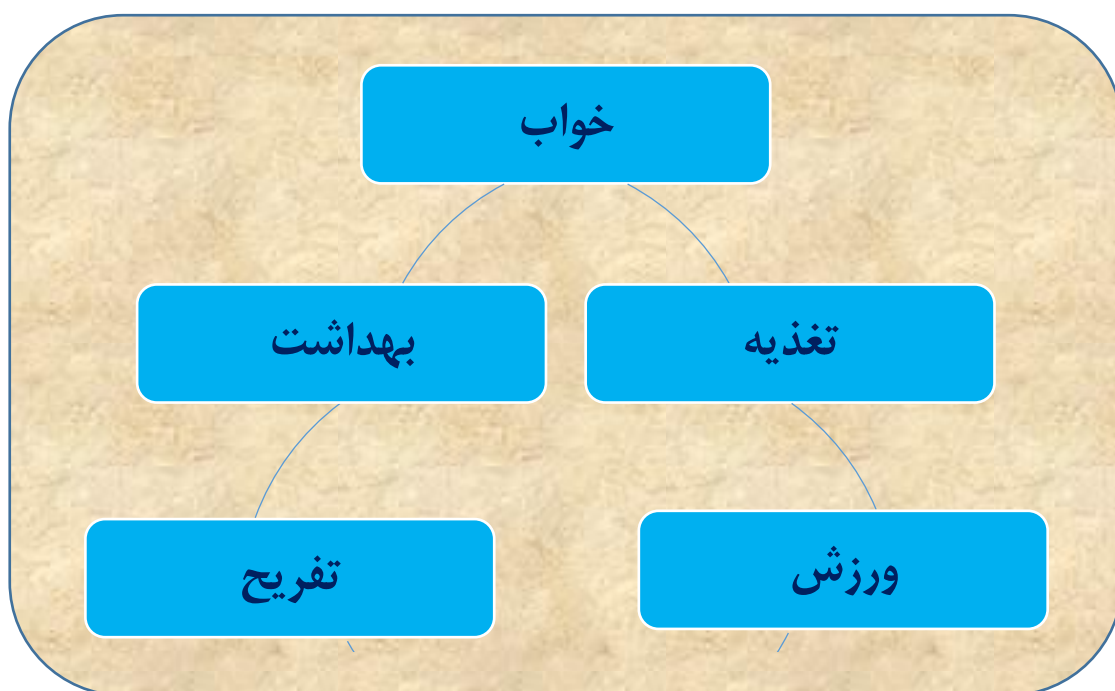 خواب
تغذیه
بهداشت
ورزش
تفریح